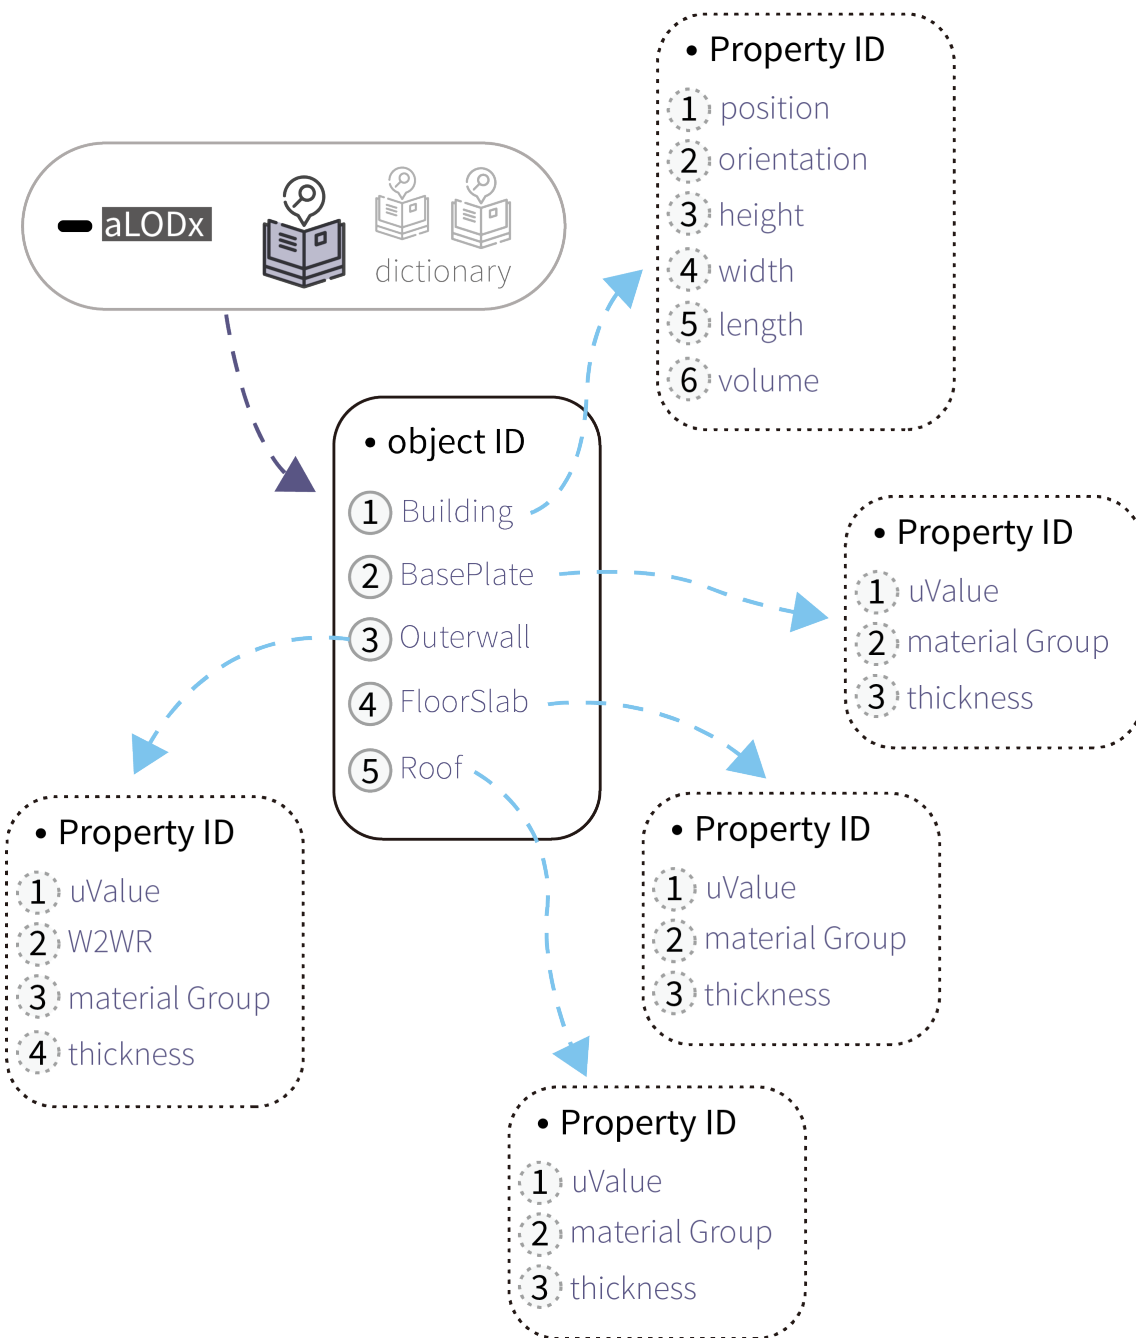 aLODx
dictionary
• Property ID
1 position
2 orientation
3 height
4 width
5 length
6 volume
• object ID
1 Building
2 BasePlate
3 Outerwall
4 FloorSlab
5 Roof
• Property ID
1 uValue
2 material Group
3 thickness
• Property ID
1 uValue
2 W2WR
3 material Group
4 thickness
• Property ID
1 uValue
2 material Group
3 thickness
• Property ID
1 uValue
2 material Group
3 thickness